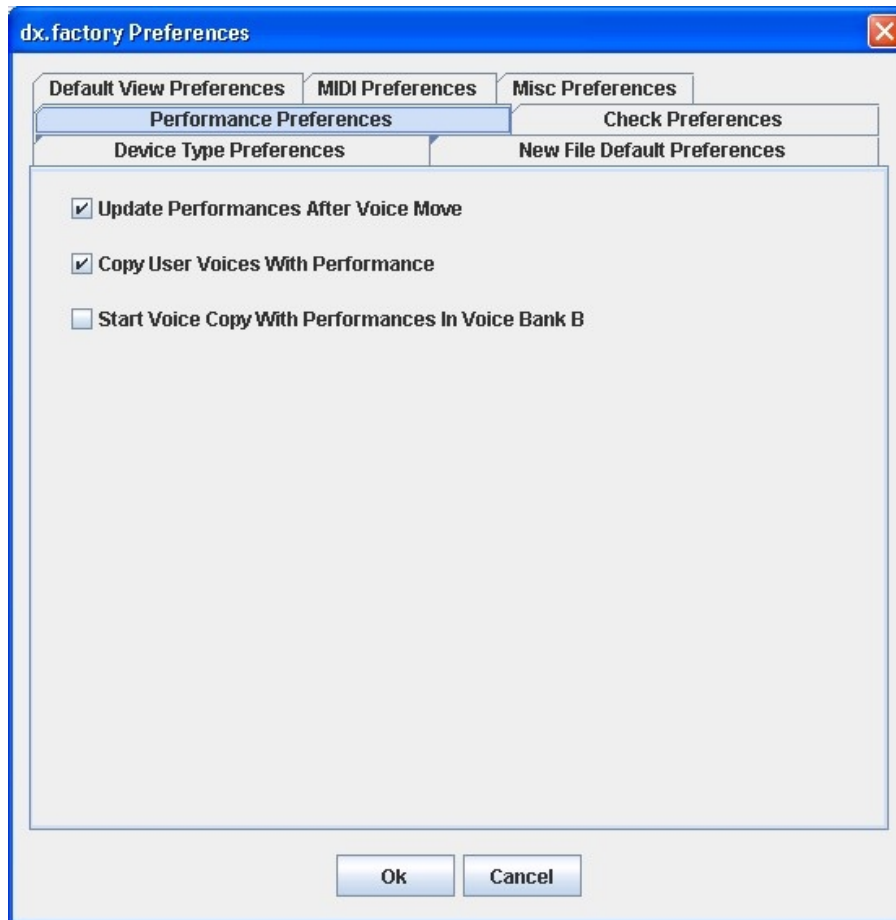 dx.factory Preferences
Default View Preferences MIDI Preferences Misc Preferences
Performance Preferences Check Preferences
Device Type Preferences New File Default Preferences
Update Performances After Voice Move
Copy User Voices With Performance
Start Voice Copy With Performances In Voice Bank B
Ok Cancel